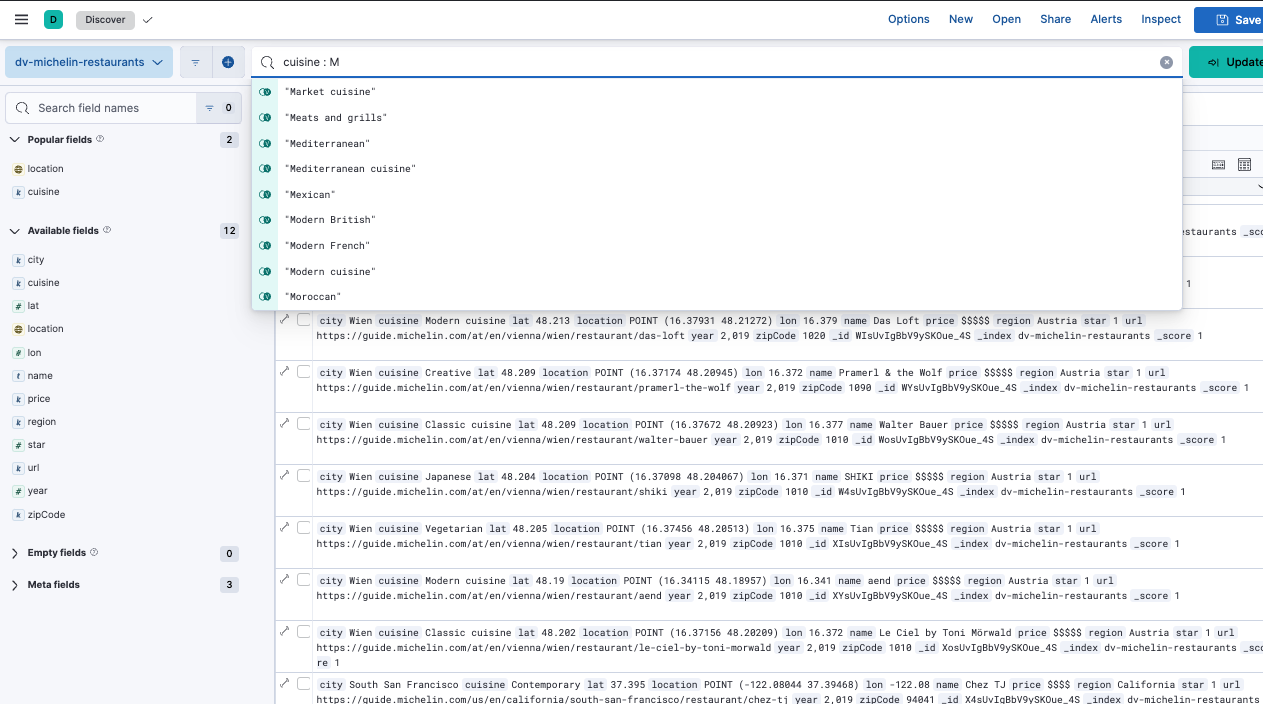 D Discover Options New Open Share Alerts Inspect Save
dv-michelin-restaurants cuisine : M Update
Search field names 0
Popular fields 2
location
cuisine
Available fields 12
city
cuisine
lat
location
lon
name
price
region
star
url
year
zipCode
Empty fields 0
Meta fields 3
"Market cuisine"
"Meats and grills"
"Mediterranean"
"Mediterranean cuisine"
"Mexican"
"Modern British"
"Modern French"
"Modern cuisine"
"Moroccan"
estaurants _sco
1
city Wien cuisine Modern cuisine lat 48.213 location POINT (16.37931 48.21272) lon 16.379 name Das Loft price $$$$$ region Austria star 1 url
https://guide.michelin.com/at/en/vienna/wien/restaurant/das-loft year 2,019 zipCode 1020 _id WIsUvIgBbV9ySKOue_4S _index dv-michelin-restaurants _score 1
city Wien cuisine Creative lat 48.209 location POINT (16.37174 48.20945) lon 16.372 name Pramerl & the Wolf price $$$$$ region Austria star 1 url
https://guide.michelin.com/at/en/vienna/wien/restaurant/pramerl-the-wolf year 2,019 zipCode 1090 _id WYsUvIgBbV9ySKOue_4S _index dv-michelin-restaurants _score 1
city Wien cuisine Classic cuisine lat 48.209 location POINT (16.37672 48.20923) lon 16.377 name Walter Bauer price $$$$$ region Austria star 1 url
https://guide.michelin.com/at/en/vienna/wien/restaurant/walter-bauer year 2,019 zipCode 1010 _id WosUvIgBbV9ySKOue_4S _index dv-michelin-restaurants _score 1
city Wien cuisine Japanese lat 48.204 location POINT (16.37098 48.204067) lon 16.371 name SHIKI price $$$$$ region Austria star 1 url
https://guide.michelin.com/at/en/vienna/wien/restaurant/shiki year 2,019 zipCode 1010 _id W4sUvIgBbV9ySKOue_4S _index dv-michelin-restaurants _score 1
city Wien cuisine Vegetarian lat 48.205 location POINT (16.37456 48.20513) lon 16.375 name Tian price $$$$$ region Austria star 1 url
https://guide.michelin.com/at/en/vienna/wien/restaurant/tian year 2,019 zipCode 1010 _id XIsUvIgBbV9ySKOue_4S _index dv-michelin-restaurants _score 1
city Wien cuisine Modern cuisine lat 48.19 location POINT (16.34115 48.18957) lon 16.341 name aend price $$$$$ region Austria star 1 url
https://guide.michelin.com/at/en/vienna/wien/restaurant/aend year 2,019 zipCode 1010 _id XYsUvIgBbV9ySKOue_4S _index dv-michelin-restaurants _score 1
city Wien cuisine Classic cuisine lat 48.202 location POINT (16.37156 48.20209) lon 16.372 name Le Ciel by Toni Mörwald price $$$$$ region Austria star 1 url
https://guide.michelin.com/at/en/vienna/wien/restaurant/le-ciel-by-toni-morwald year 2,019 zipCode 1010 _id XosUvIgBbV9ySKOue_4S _index dv-michelin-restaurants _sco
re 1
city South San Francisco cuisine Contemporary lat 37.395 location POINT (-122.08044 37.39468) lon -122.08 name Chez TJ price $$$$ region California star 1 url
https://guide.michelin.com/us/en/california/south-san-francisco/restaurant/chez-tj year 2,019 zipCode 94041 _id X4sUvIgBbV9ySKOue_4S _index dv-michelin-restaurants